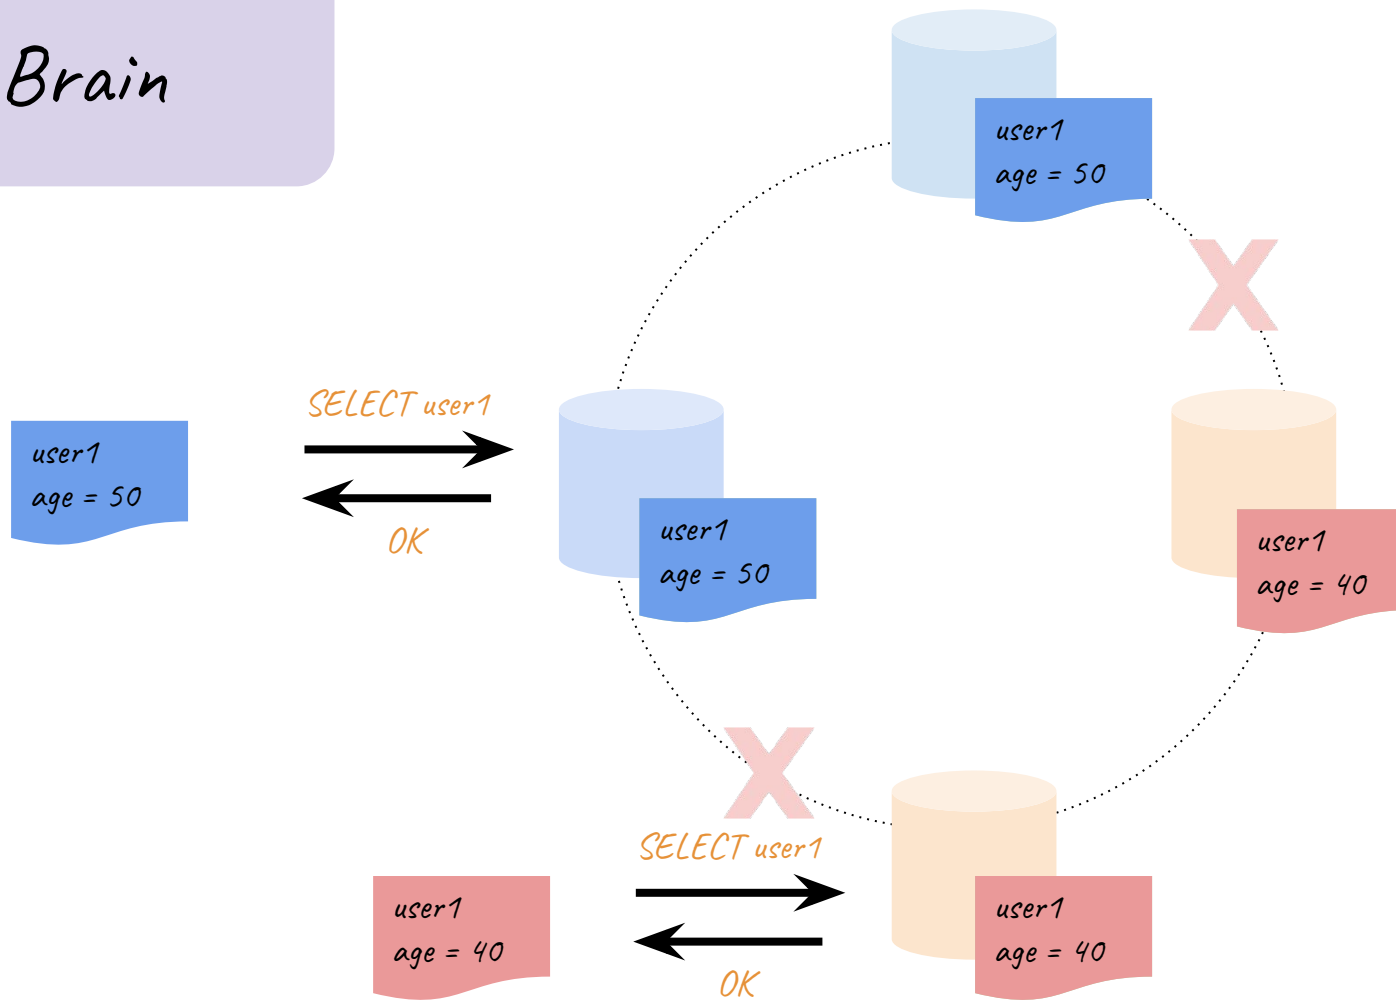 Brain
user1
age = 50
SELECT user1
user1
age = 50
OK
user1
age = 50
user1
age = 40
SELECT user1
user1
age = 40
OK
user1
age = 40